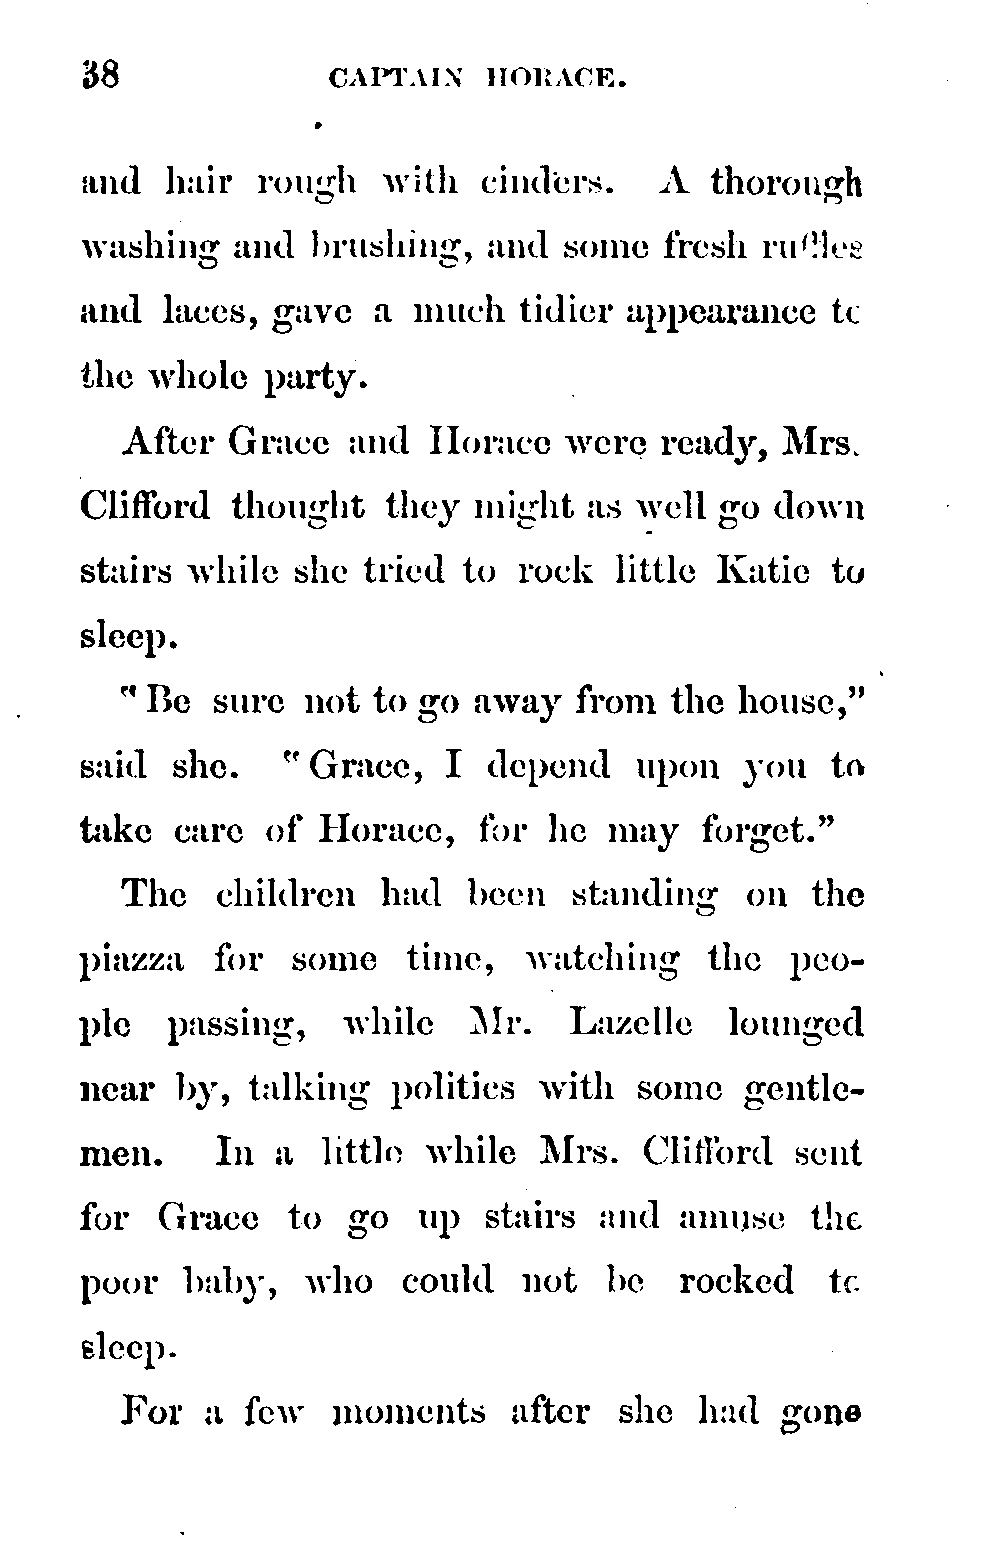 38 CAPTAIN HORACE.
and hair rough with cinders. A thorough
washing and brushing, and some fresh ruffles
and laces, gave a much tidier appearance to
the whole party.
After Grace and Horace were ready, Mrs.
Clifford thought they might as well go down
stairs while she tried to rock little Katie to
sleep.
"Be sure not to go away from the house,"
said she. "Grace, I depend upon you to
take care of Horace, for he may forget."
The children had been standing on the
piazza for some time, watching the peo-
ple passing, while Mr. Lazelle lounged
near by, talking politics with some gentle-
men. In a little while Mrs. Clifford sent
for Grace to go up stairs and amuse the
poor baby, who could not be rocked to
sleep.
For a few moments after she had gone